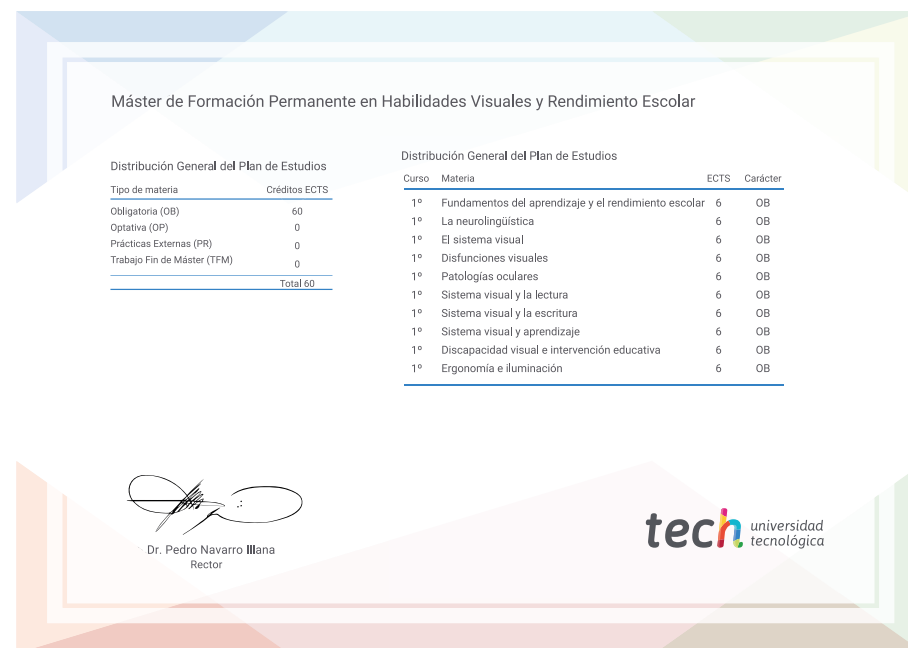 Máster de Formación Permanente en Habilidades Visuales y Rendimiento Escolar
Distribución General del Plan de Estudios
Tipo de materia Créditos ECTS
Obligatoria (OB) 60
Optativa (OP) 0
Prácticas Externas (PR) 0
Trabajo Fin de Máster (TFM) 0
Total 60
Distribución General del Plan de Estudios
Curso Materia ECTS Carácter
1º Fundamentos del aprendizaje y el rendimiento escolar 6 OB
1º La neurolingüística 6 OB
1º El sistema visual 6 OB
1º Disfunciones visuales 6 OB
1º Patologías oculares 6 OB
1º Sistema visual y la lectura 6 OB
1º Sistema visual y la escritura 6 OB
1º Sistema visual y aprendizaje 6 OB
1º Discapacidad visual e intervención educativa 6 OB
1º Ergonomía e iluminación 6 OB
Dr. Pedro Navarro Illana
Rector
tech universidad
tecnológica